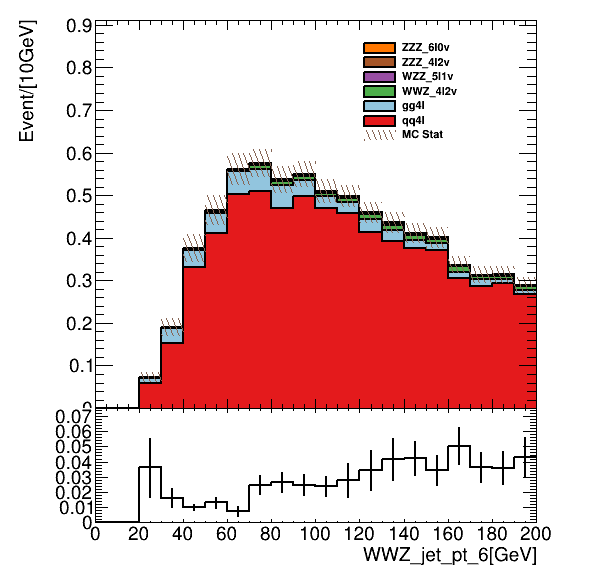 Event/[10GeV]
0.9
0.8
0.7
0.6
0.5
0.4
0.3
0.2
0.1
0
ZZZ_6l0v
ZZZ_4l2v
WZZ_5l1v
WWZ_4l2v
gg4l
qq4l
MC Stat
0.07
0.06
0.05
0.04
0.03
0.02
0.01
0
0 20 40 60 80 100 120 140 160 180 200
WWZ_jet_pt_6[GeV]